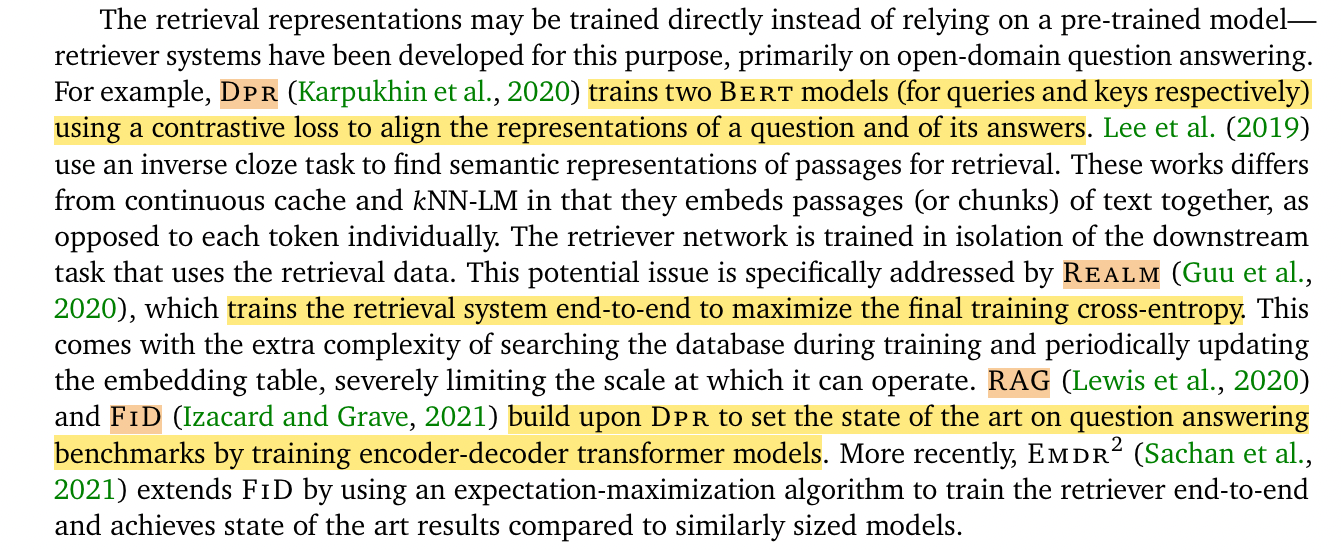 The retrieval representations may be trained directly instead of relying on a pre-trained model—
retriever systems have been developed for this purpose, primarily on open-domain question answering.
For example, DPR (Karpukhin et al., 2020) trains two BERT models (for queries and keys respectively)
using a contrastive loss to align the representations of a question and of its answers. Lee et al. (2019)
use an inverse cloze task to find semantic representations of passages for retrieval. These works differs
from continuous cache and kNN-LM in that they embeds passages (or chunks) of text together, as
opposed to each token individually. The retriever network is trained in isolation of the downstream
task that uses the retrieval data. This potential issue is specifically addressed by REALM (Guu et al.,
2020), which trains the retrieval system end-to-end to maximize the final training cross-entropy. This
comes with the extra complexity of searching the database during training and periodically updating
the embedding table, severely limiting the scale at which it can operate. RAG (Lewis et al., 2020)
and FID (Izacard and Grave, 2021) build upon DPR to set the state of the art on question answering
benchmarks by training encoder-decoder transformer models. More recently, EMDR² (Sachan et al.,
2021) extends FID by using an expectation-maximization algorithm to train the retriever end-to-end
and achieves state of the art results compared to similarly sized models.